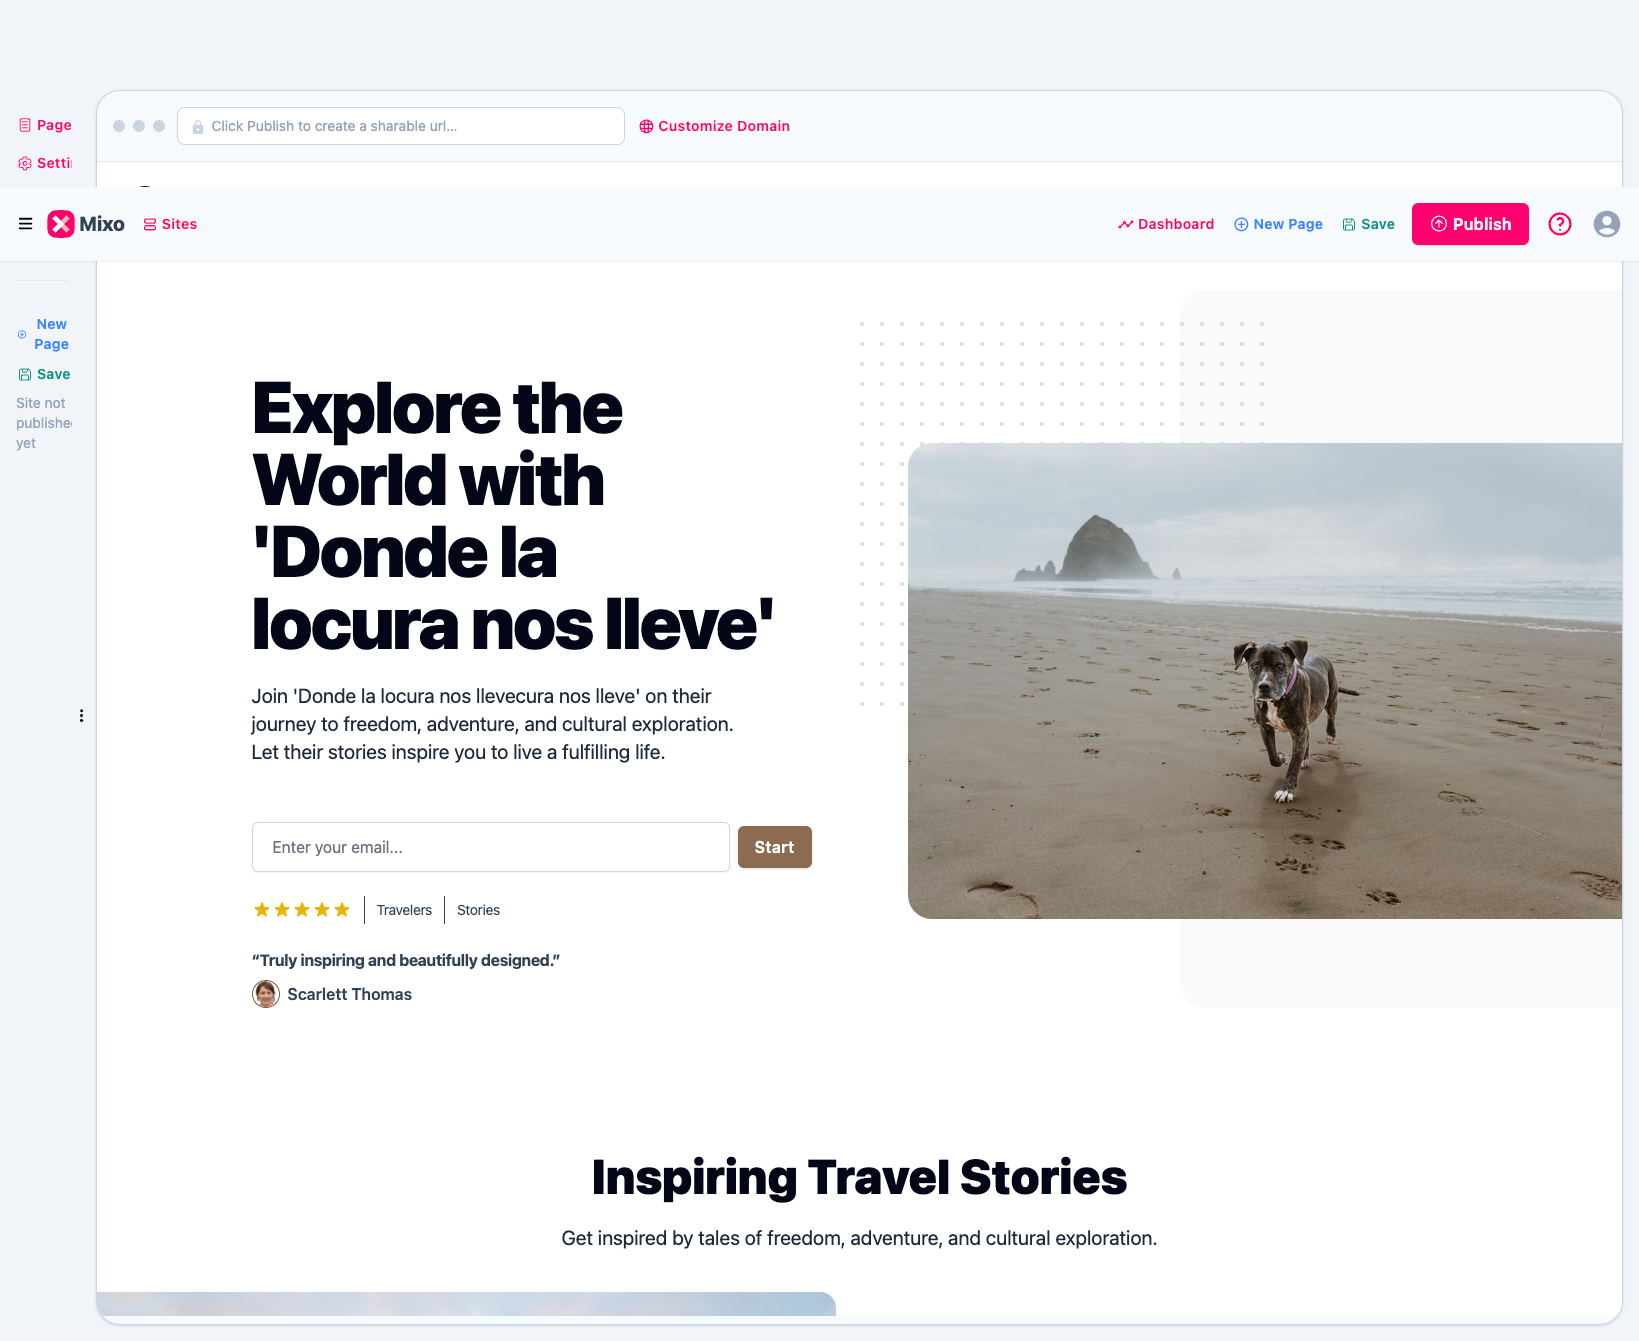 Page
Click Publish to create a sharable url...
Customize Domain
Setti
Mixo
Sites
Dashboard
New Page
Save
Publish
New
Page
Save
Site not
publishe
yet
Explore the
World with
'Donde la
locura nos lleve'
Join 'Donde la locura nos llevecura nos lleve' on their
journey to freedom, adventure, and cultural exploration.
Let their stories inspire you to live a fulfilling life.
Enter your email...
Start
Travelers
Stories
“Truly inspiring and beautifully designed.”
Scarlett Thomas
Inspiring Travel Stories
Get inspired by tales of freedom, adventure, and cultural exploration.